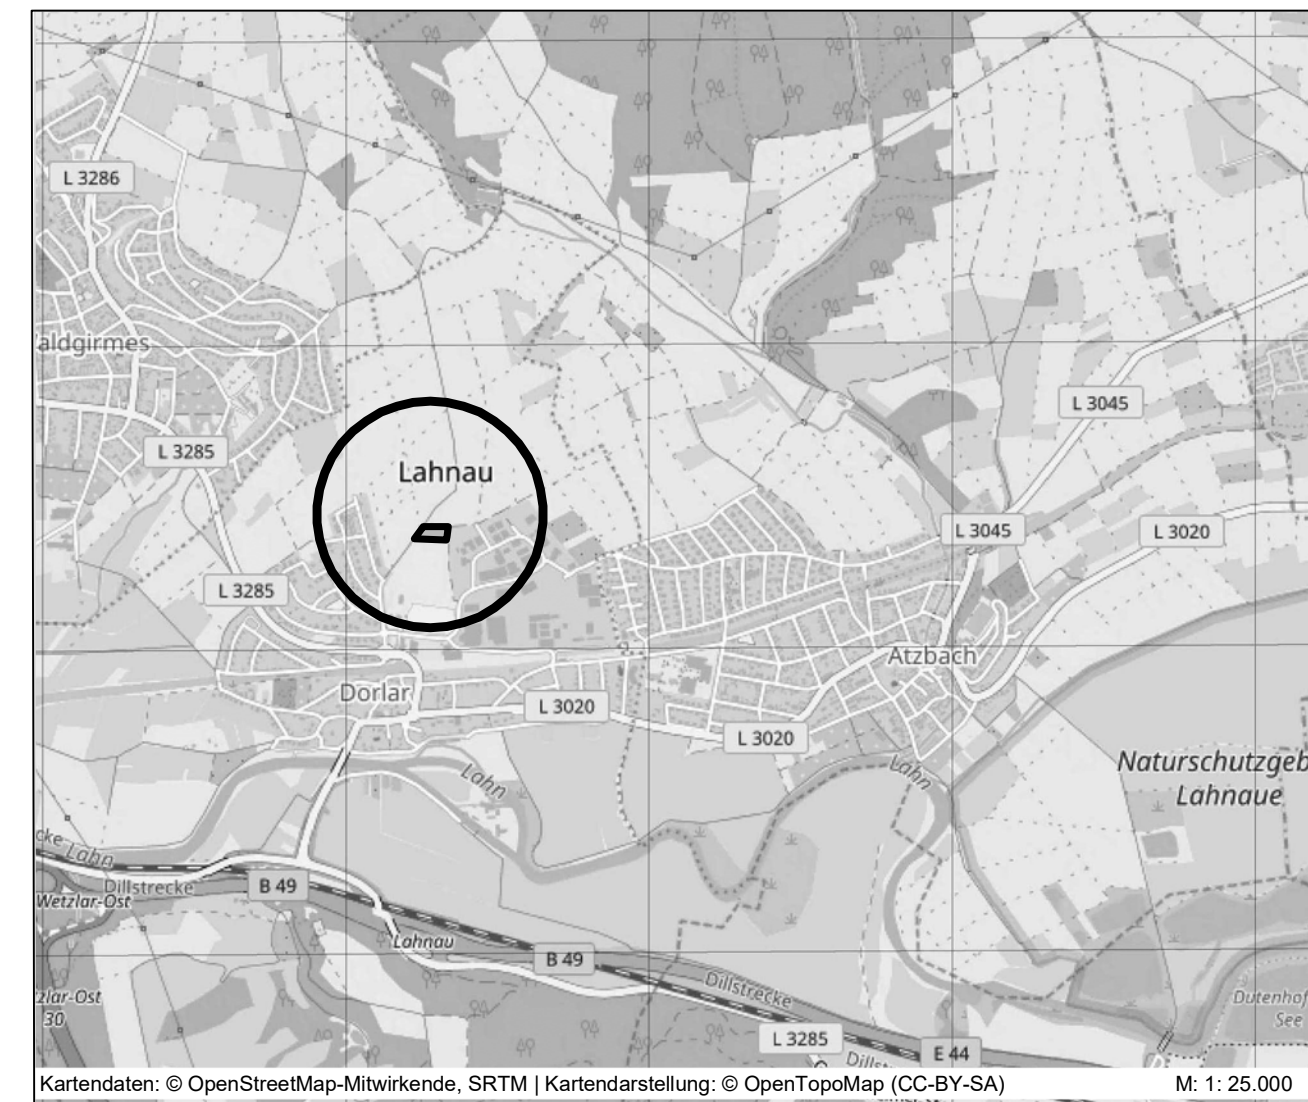 L 3286
aldgirmes
L 3045
L 3285
Lahnau
L 3045
L 3020
L 3285
Atzbach
Dorlar
L 3020
L 3020
Naturschutzgeb
Lahnaue
Lahn
Lahn
cke Lahn
Dillstrecke
B 49
Wetzlar-Ost
Lahnau
B 49
Dillstrecke
zlar-Ost
30
Dutenhof
See
L 3285
E 44
Dillst
Kartendaten: © OpenStreetMap-Mitwirkende, SRTM | Kartendarstellung: © OpenTopoMap (CC-BY-SA)
M: 1: 25.000